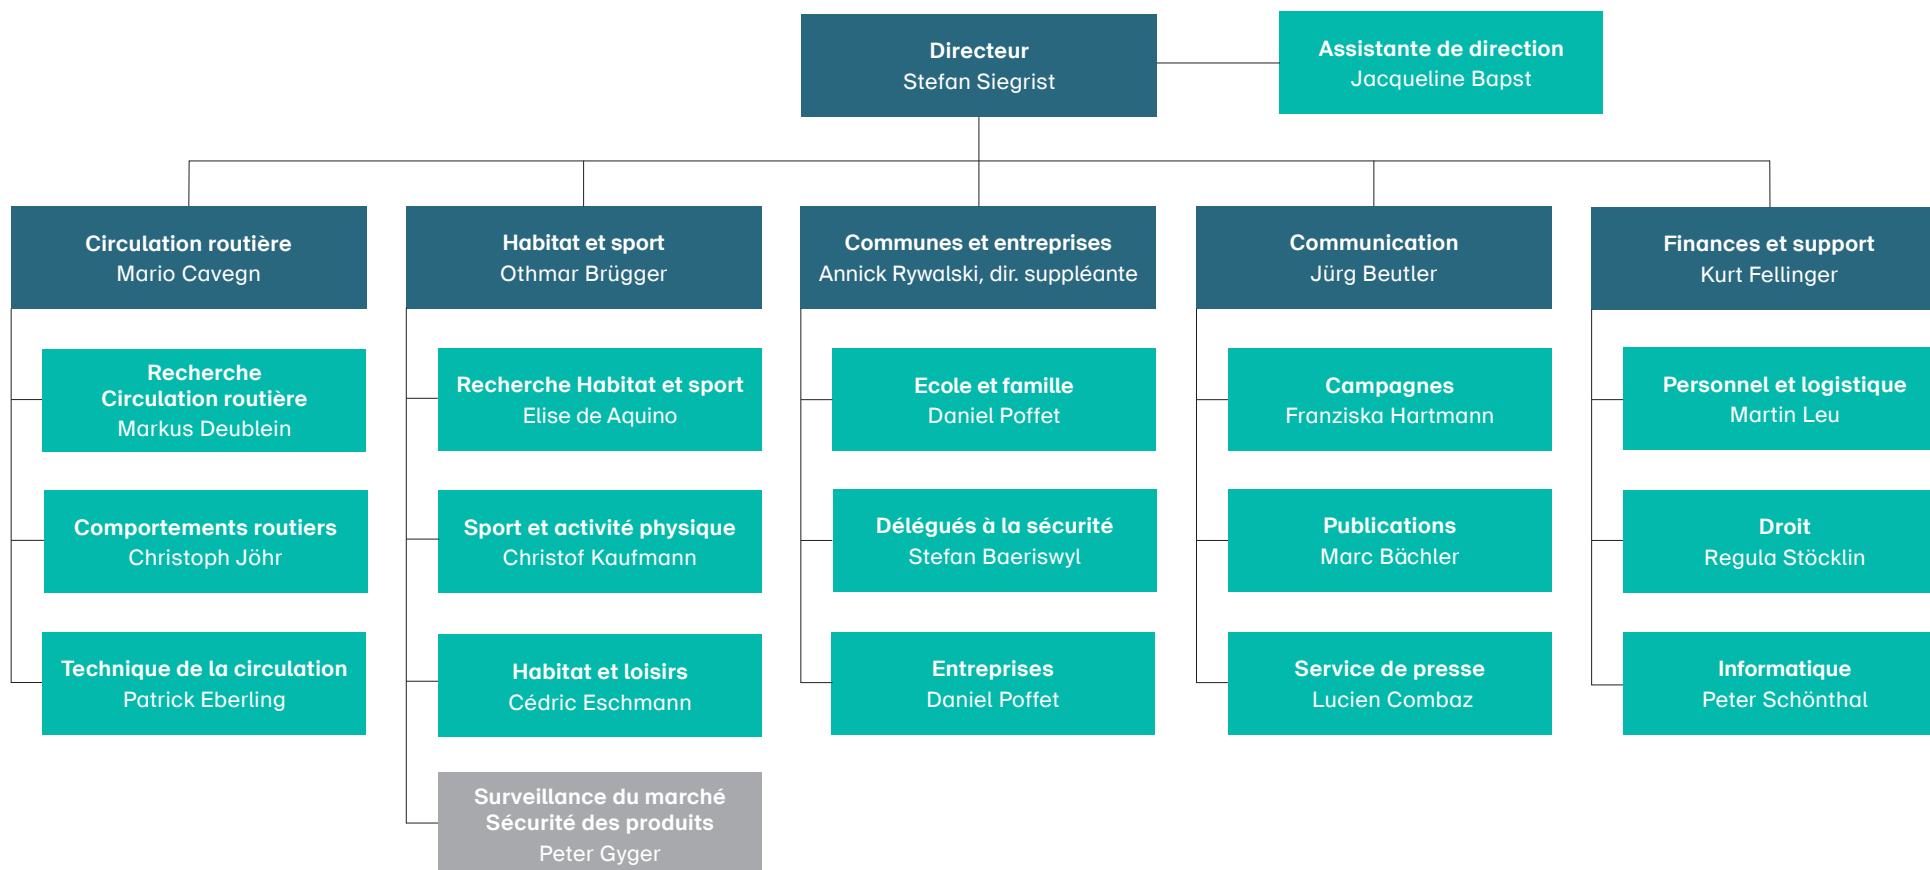 Directeur
Stefan Siegrist
Assistante de direction
Jacqueline Bapst
Circulation routière
Mario Cavegn
Recherche
Circulation routière
Markus Deublein
Comportements routiers
Christoph Jöhr
Technique de la circulation
Patrick Eberling
Habitat et sport
Othmar Brügger
Recherche Habitat et sport
Elise de Aquino
Sport et activité physique
Christof Kaufmann
Habitat et loisirs
Cédric Eschmann
Surveillance du marché
Sécurité des produits
Peter Gyger
Communes et entreprises
Annick Rywalski, dir. suppléante
Ecole et famille
Daniel Poffet
Délégués à la sécurité
Stefan Baeriswyl
Entreprises
Daniel Poffet
Communication
Jürg Beutler
Campagnes
Franziska Hartmann
Publications
Marc Bächler
Service de presse
Lucien Combaz
Finances et support
Kurt Fellinger
Personnel et logistique
Martin Leu
Droit
Regula Stöcklin
Informatique
Peter Schönthal